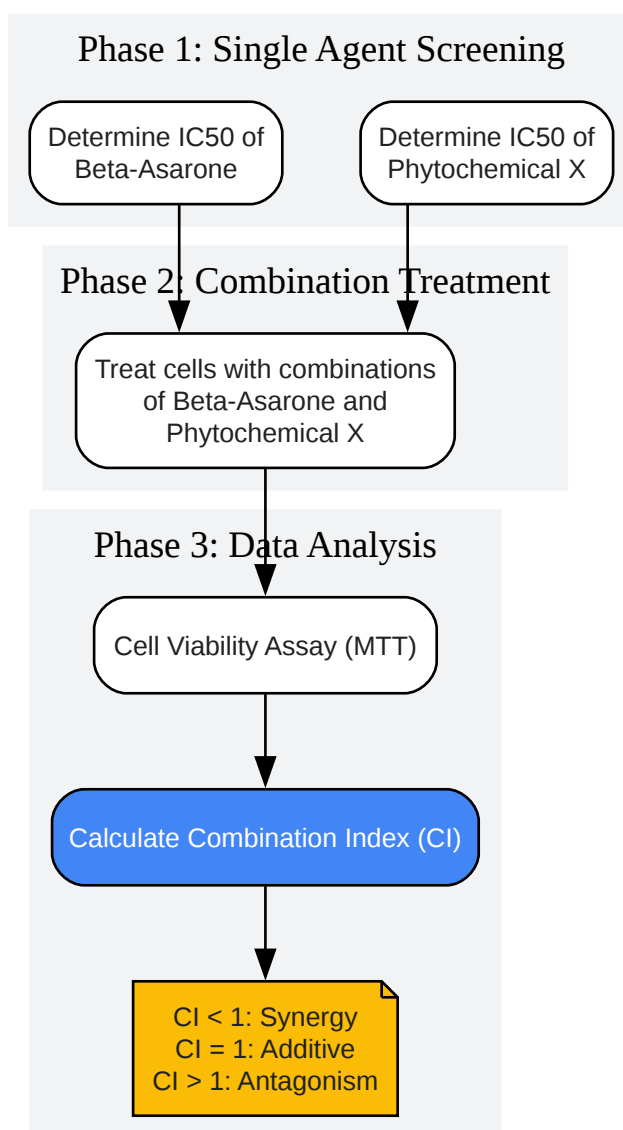 Phase 1: Single Agent Screening
Determine IC50 of
Beta-Asarone
Determine IC50 of
Phytochemical X
Phase 2: Combination Treatment
Treat cells with combinations
of Beta-Asarone and
Phytochemical X
Phase 3: Data Analysis
Cell Viability Assay (MTT)
Calculate Combination Index (CI)
CI < 1: Synergy
CI = 1: Additive
CI > 1: Antagonism